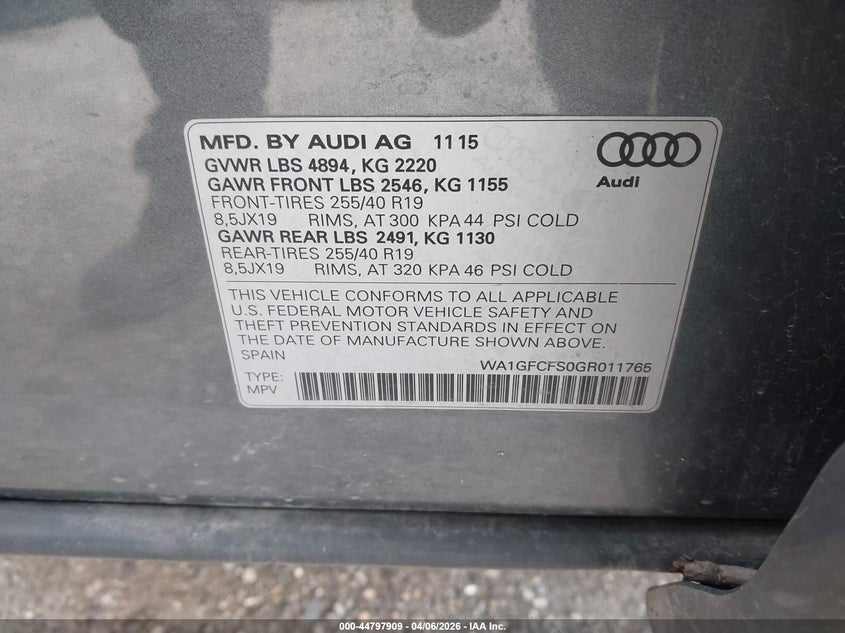 MFD. BY AUDI AG 11 15
GVWR LBS 4894, KG 2220
GAWR FRONT LBS 2546, KG 1155
FRONT-TIRES 255/40 R19
8,5JX19 RIMS, AT 300 KPA 44 PSI COLD
GAWR REAR LBS 2491, KG 1130
REAR-TIRES 255/40 R19
8,5JX19 RIMS, AT 320 KPA 46 PSI COLD
Audi
THIS VEHICLE CONFORMS TO ALL APPLICABLE
U.S. FEDERAL MOTOR VEHICLE SAFETY AND
THEFT PREVENTION STANDARDS IN EFFECT ON
THE DATE OF MANUFACTURE SHOWN ABOVE.
SPAIN
WA1GFCFS0GR011765
TYPE:
MPV
000-44797909 - 04/06/2026 - IAA Inc.